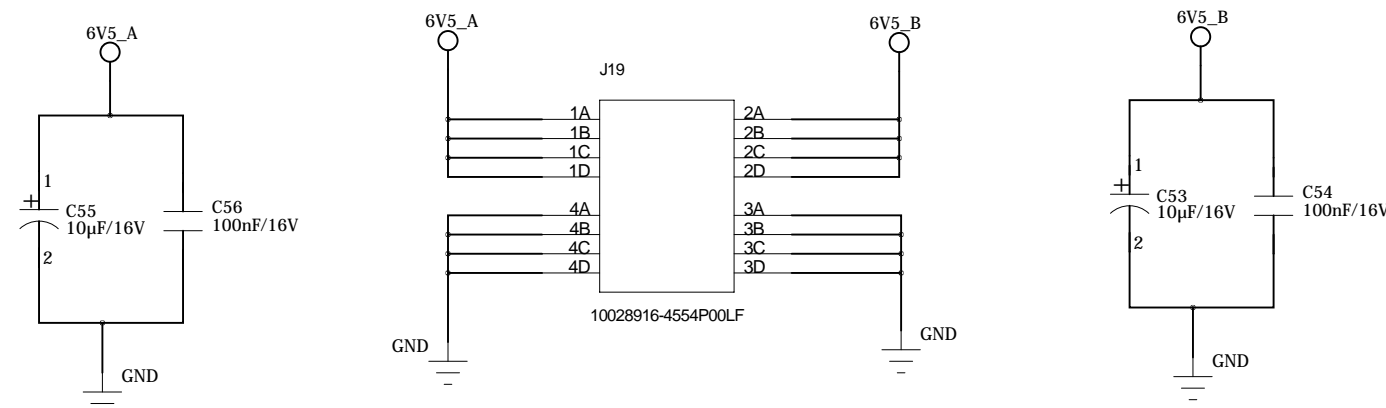 6V5_A
1
+
C55
10µF/16V
2
C56
100nF/16V
GND
6V5_A
6V5_B
J19
1A
1B
1C
1D
2A
2B
2C
2D
4A
4B
4C
4D
3A
3B
3C
3D
10028916-4554P00LF
GND
GND
6V5_B
1
+
C53
10µF/16V
2
C54
100nF/16V
GND